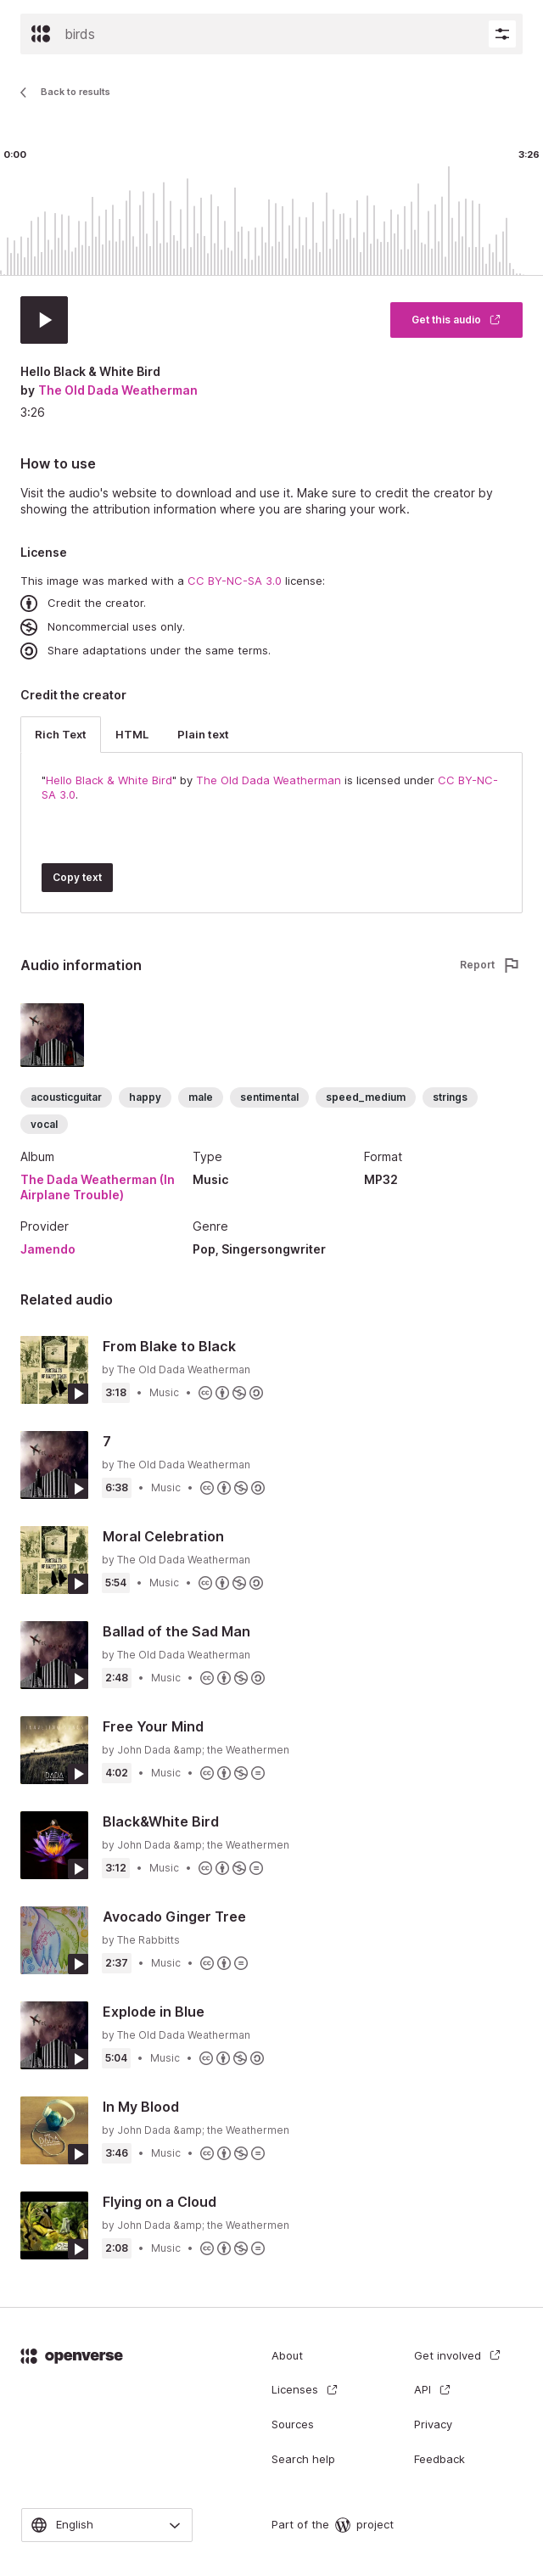 birds
Back to results
0:00
3:26
Get this audio
Hello Black & White Bird
by The Old Dada Weatherman
3:26
How to use
Visit the audio's website to download and use it. Make sure to credit the creator by
showing the attribution information where you are sharing your work.
License
This image was marked with a CC BY-NC-SA 3.0 license:
Credit the creator.
Noncommercial uses only.
Share adaptations under the same terms.
Credit the creator
Rich Text
HTML
Plain text
"Hello Black & White Bird" by The Old Dada Weatherman is licensed under CC BY-NC-
SA 3.0.
Copy text
Audio information
Report
acousticguitar
happy
male
sentimental
speed_medium
strings
vocal
Album
Type
Format
The Dada Weatherman (In
Airplane Trouble)
Music
MP32
Provider
Genre
Jamendo
Pop, Singersongwriter
Related audio
From Blake to Black
by The Old Dada Weatherman
3:18 • Music •
7
by The Old Dada Weatherman
6:38 • Music •
Moral Celebration
by The Old Dada Weatherman
5:54 • Music •
Ballad of the Sad Man
by The Old Dada Weatherman
2:48 • Music •
Free Your Mind
by John Dada &amp; the Weathermen
4:02 • Music •
Black&White Bird
by John Dada &amp; the Weathermen
3:12 • Music •
Avocado Ginger Tree
by The Rabbitts
2:37 • Music •
Explode in Blue
by The Old Dada Weatherman
5:04 • Music •
In My Blood
by John Dada &amp; the Weathermen
3:46 • Music •
Flying on a Cloud
by John Dada &amp; the Weathermen
2:08 • Music •
openverse
About
Get involved
Licenses
API
Sources
Privacy
Search help
Feedback
English
Part of the project